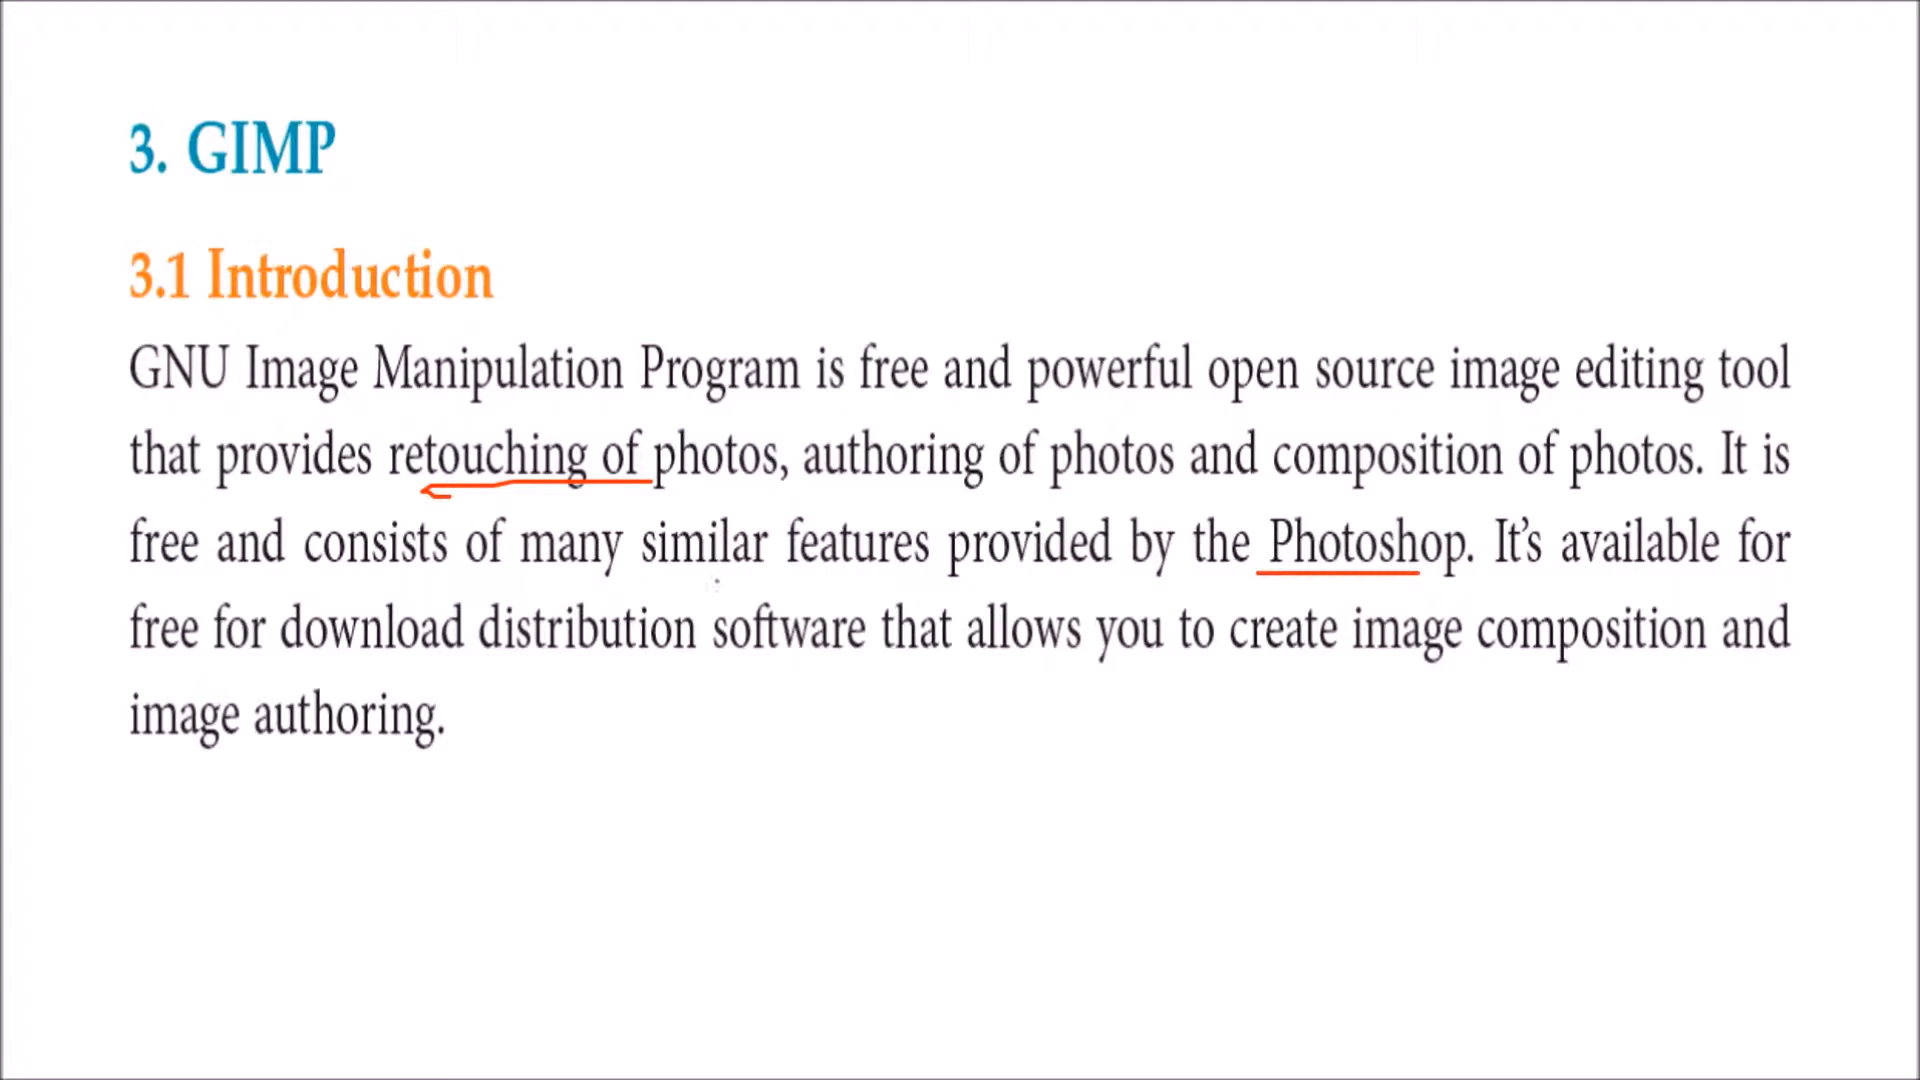 3. GIMP
3.1 Introduction
GNU Image Manipulation Program is free and powerful open source image editing tool
that provides retouching of photos, authoring of photos and composition of photos. It is
free and consists of many similar features provided by the Photoshop. It’s available for
free for download distribution software that allows you to create image composition and
image authoring.